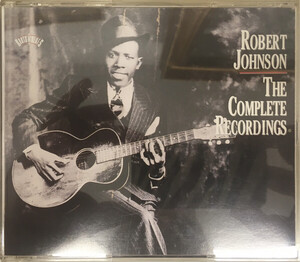 ROBERT
JOHNSON
THE
COMPLETE
RECORDINGS